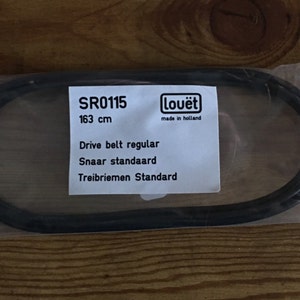 SR0115
163 cm
louët
made in holland
Drive belt regular
Snaar standaard
Treibriemen Standard